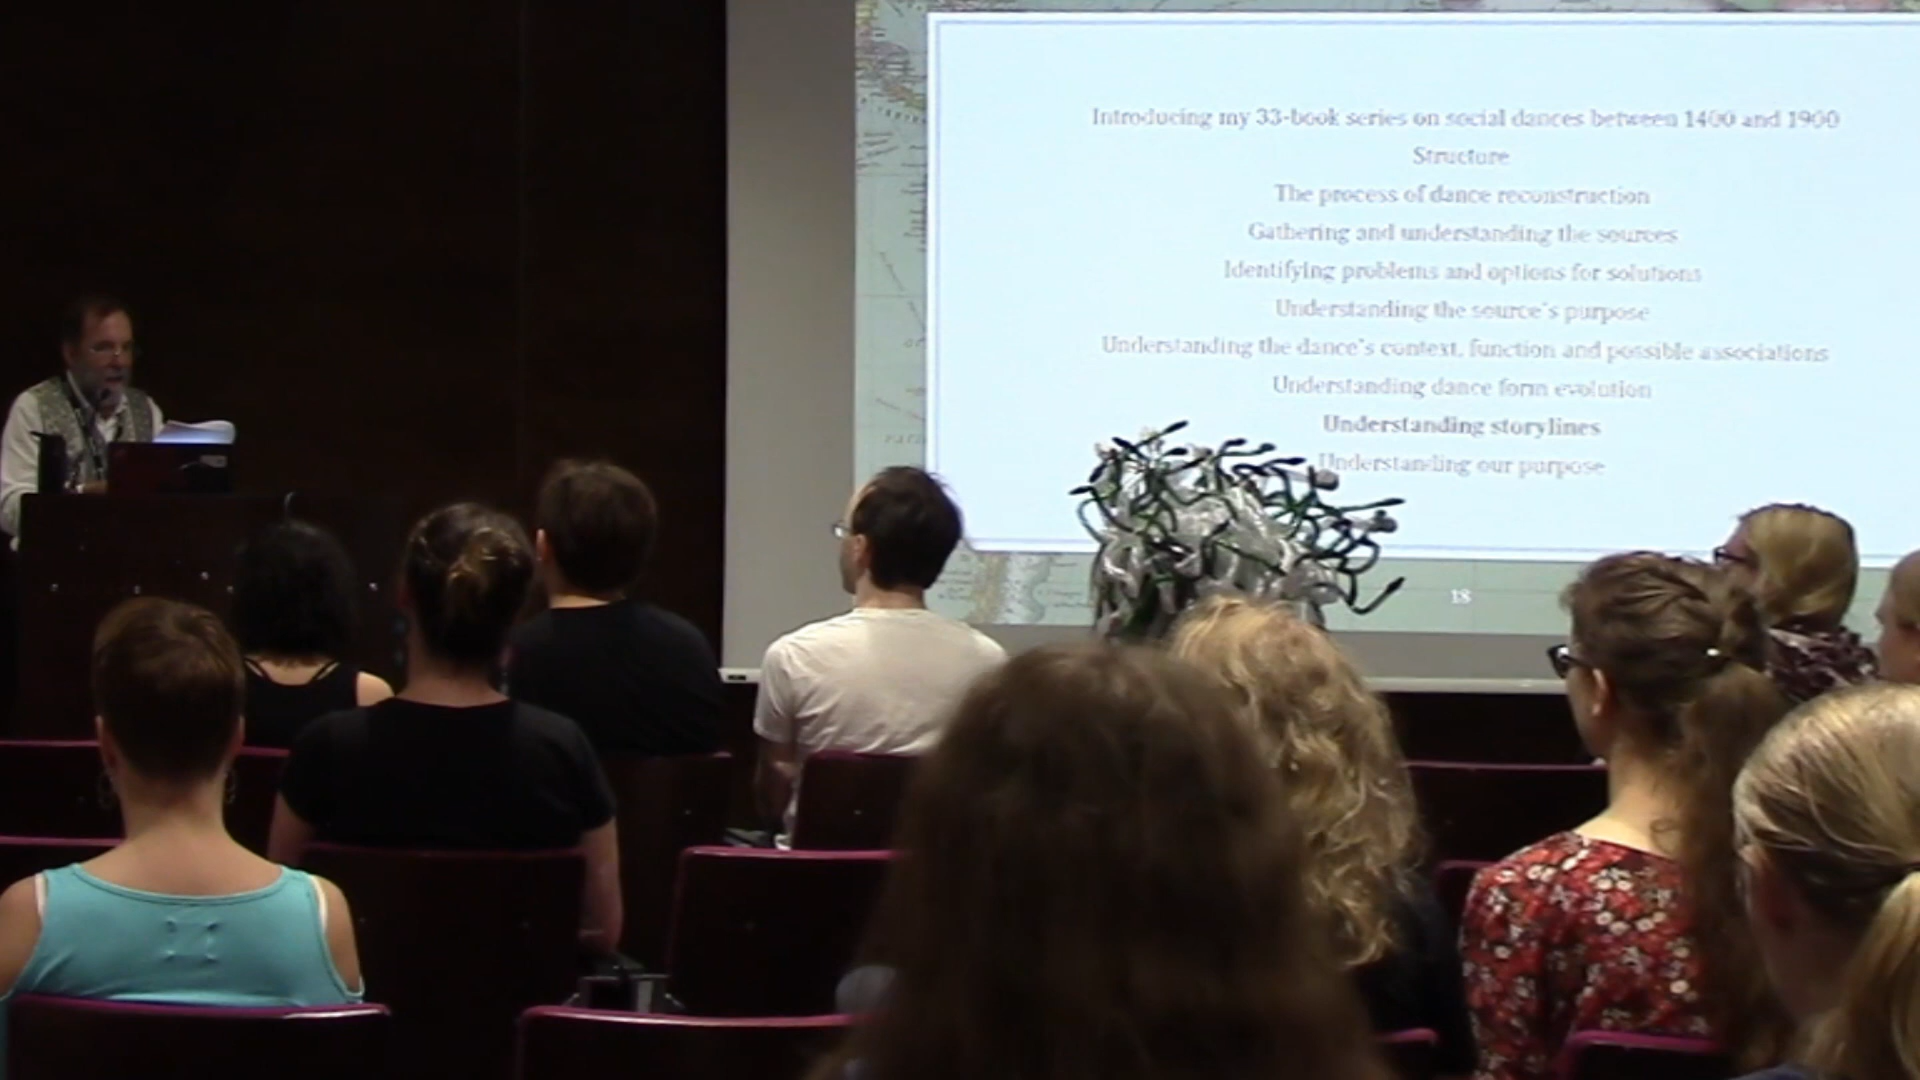 Introducing my 33-book series on social dances between 1400 and 1900
Structure
The process of dance reconstruction
Gathering and understanding the sources
Identifying problems and options for solutions
Understanding the source's purpose
Understanding the dance's context, function and possible associations
Understanding dance form evolution
Understanding storylines
Understanding our purpose
18